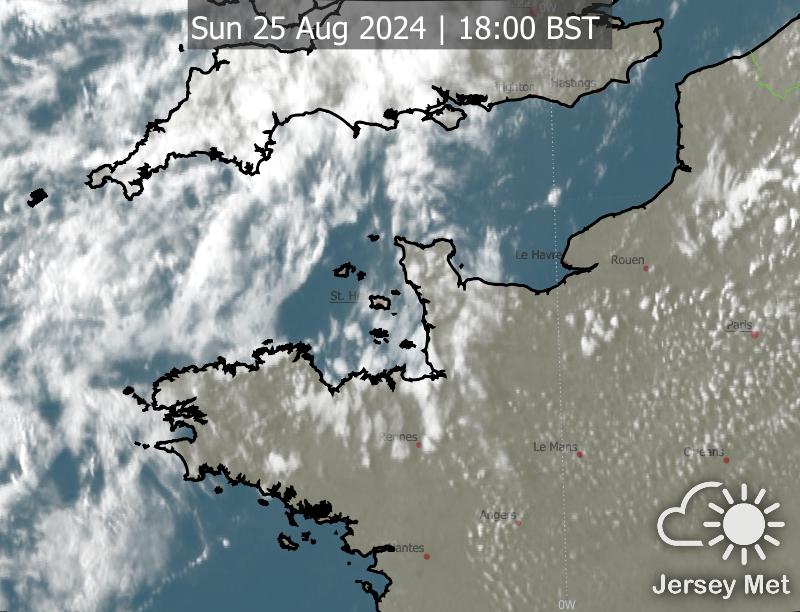 Sun 25 Aug 2024 | 18:00 BST
0W
Hastings
Le Havre
Rouen
St. H
Paris
Rennes
Le Mans
Orleans
Angers
Nantes
Jersey Met
0W